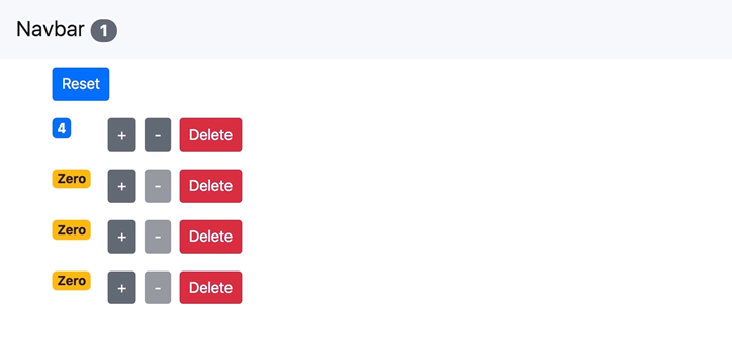 Navbar 1
Reset
4 + - Delete
Zero + - Delete
Zero + - Delete
Zero + - Delete